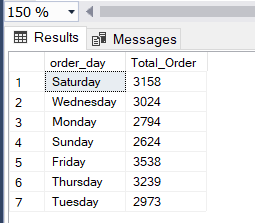 150 %
Results Messages
order_day Total_Order
1 Saturday 3158
2 Wednesday 3024
3 Monday 2794
4 Sunday 2624
5 Friday 3538
6 Thursday 3239
7 Tuesday 2973